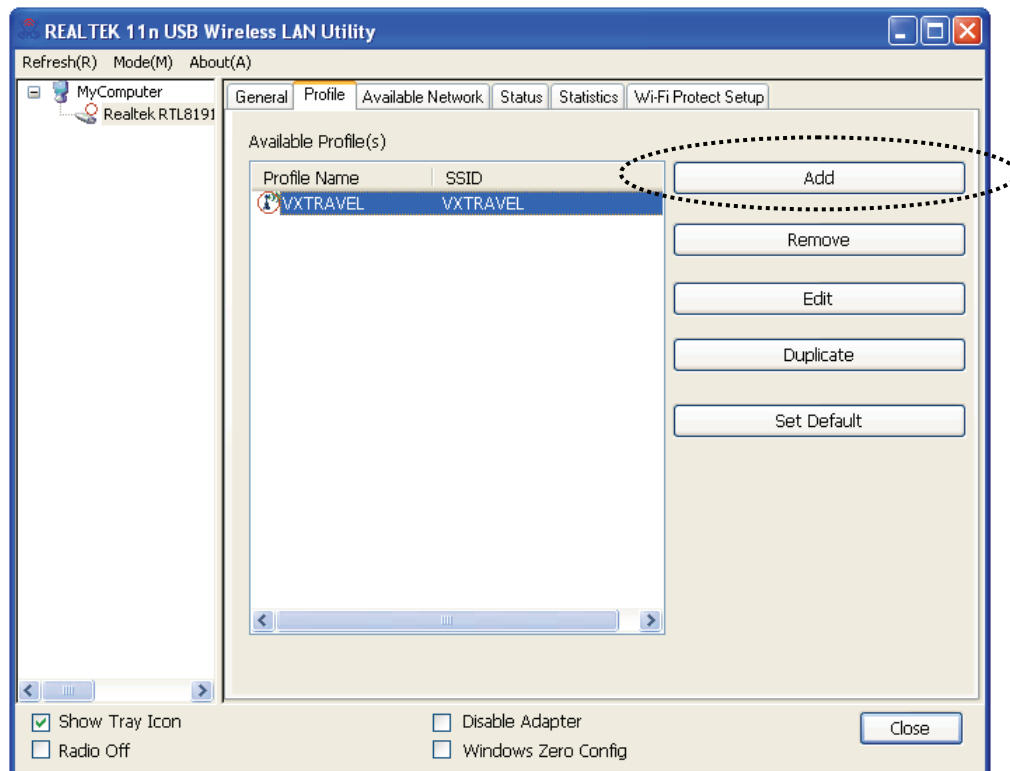 REALTEK 11n USB Wireless LAN Utility
Refresh(R) Mode(M) About(A)
MyComputer
Realtek RTL8191
General Profile Available Network Status Statistics Wi-Fi Protect Setup
Available Profile(s)
Profile Name SSID
VXTRAVEL VXTRAVEL
Add
Remove
Edit
Duplicate
Set Default
Show Tray Icon
Radio Off
Disable Adapter
Windows Zero Config
Close